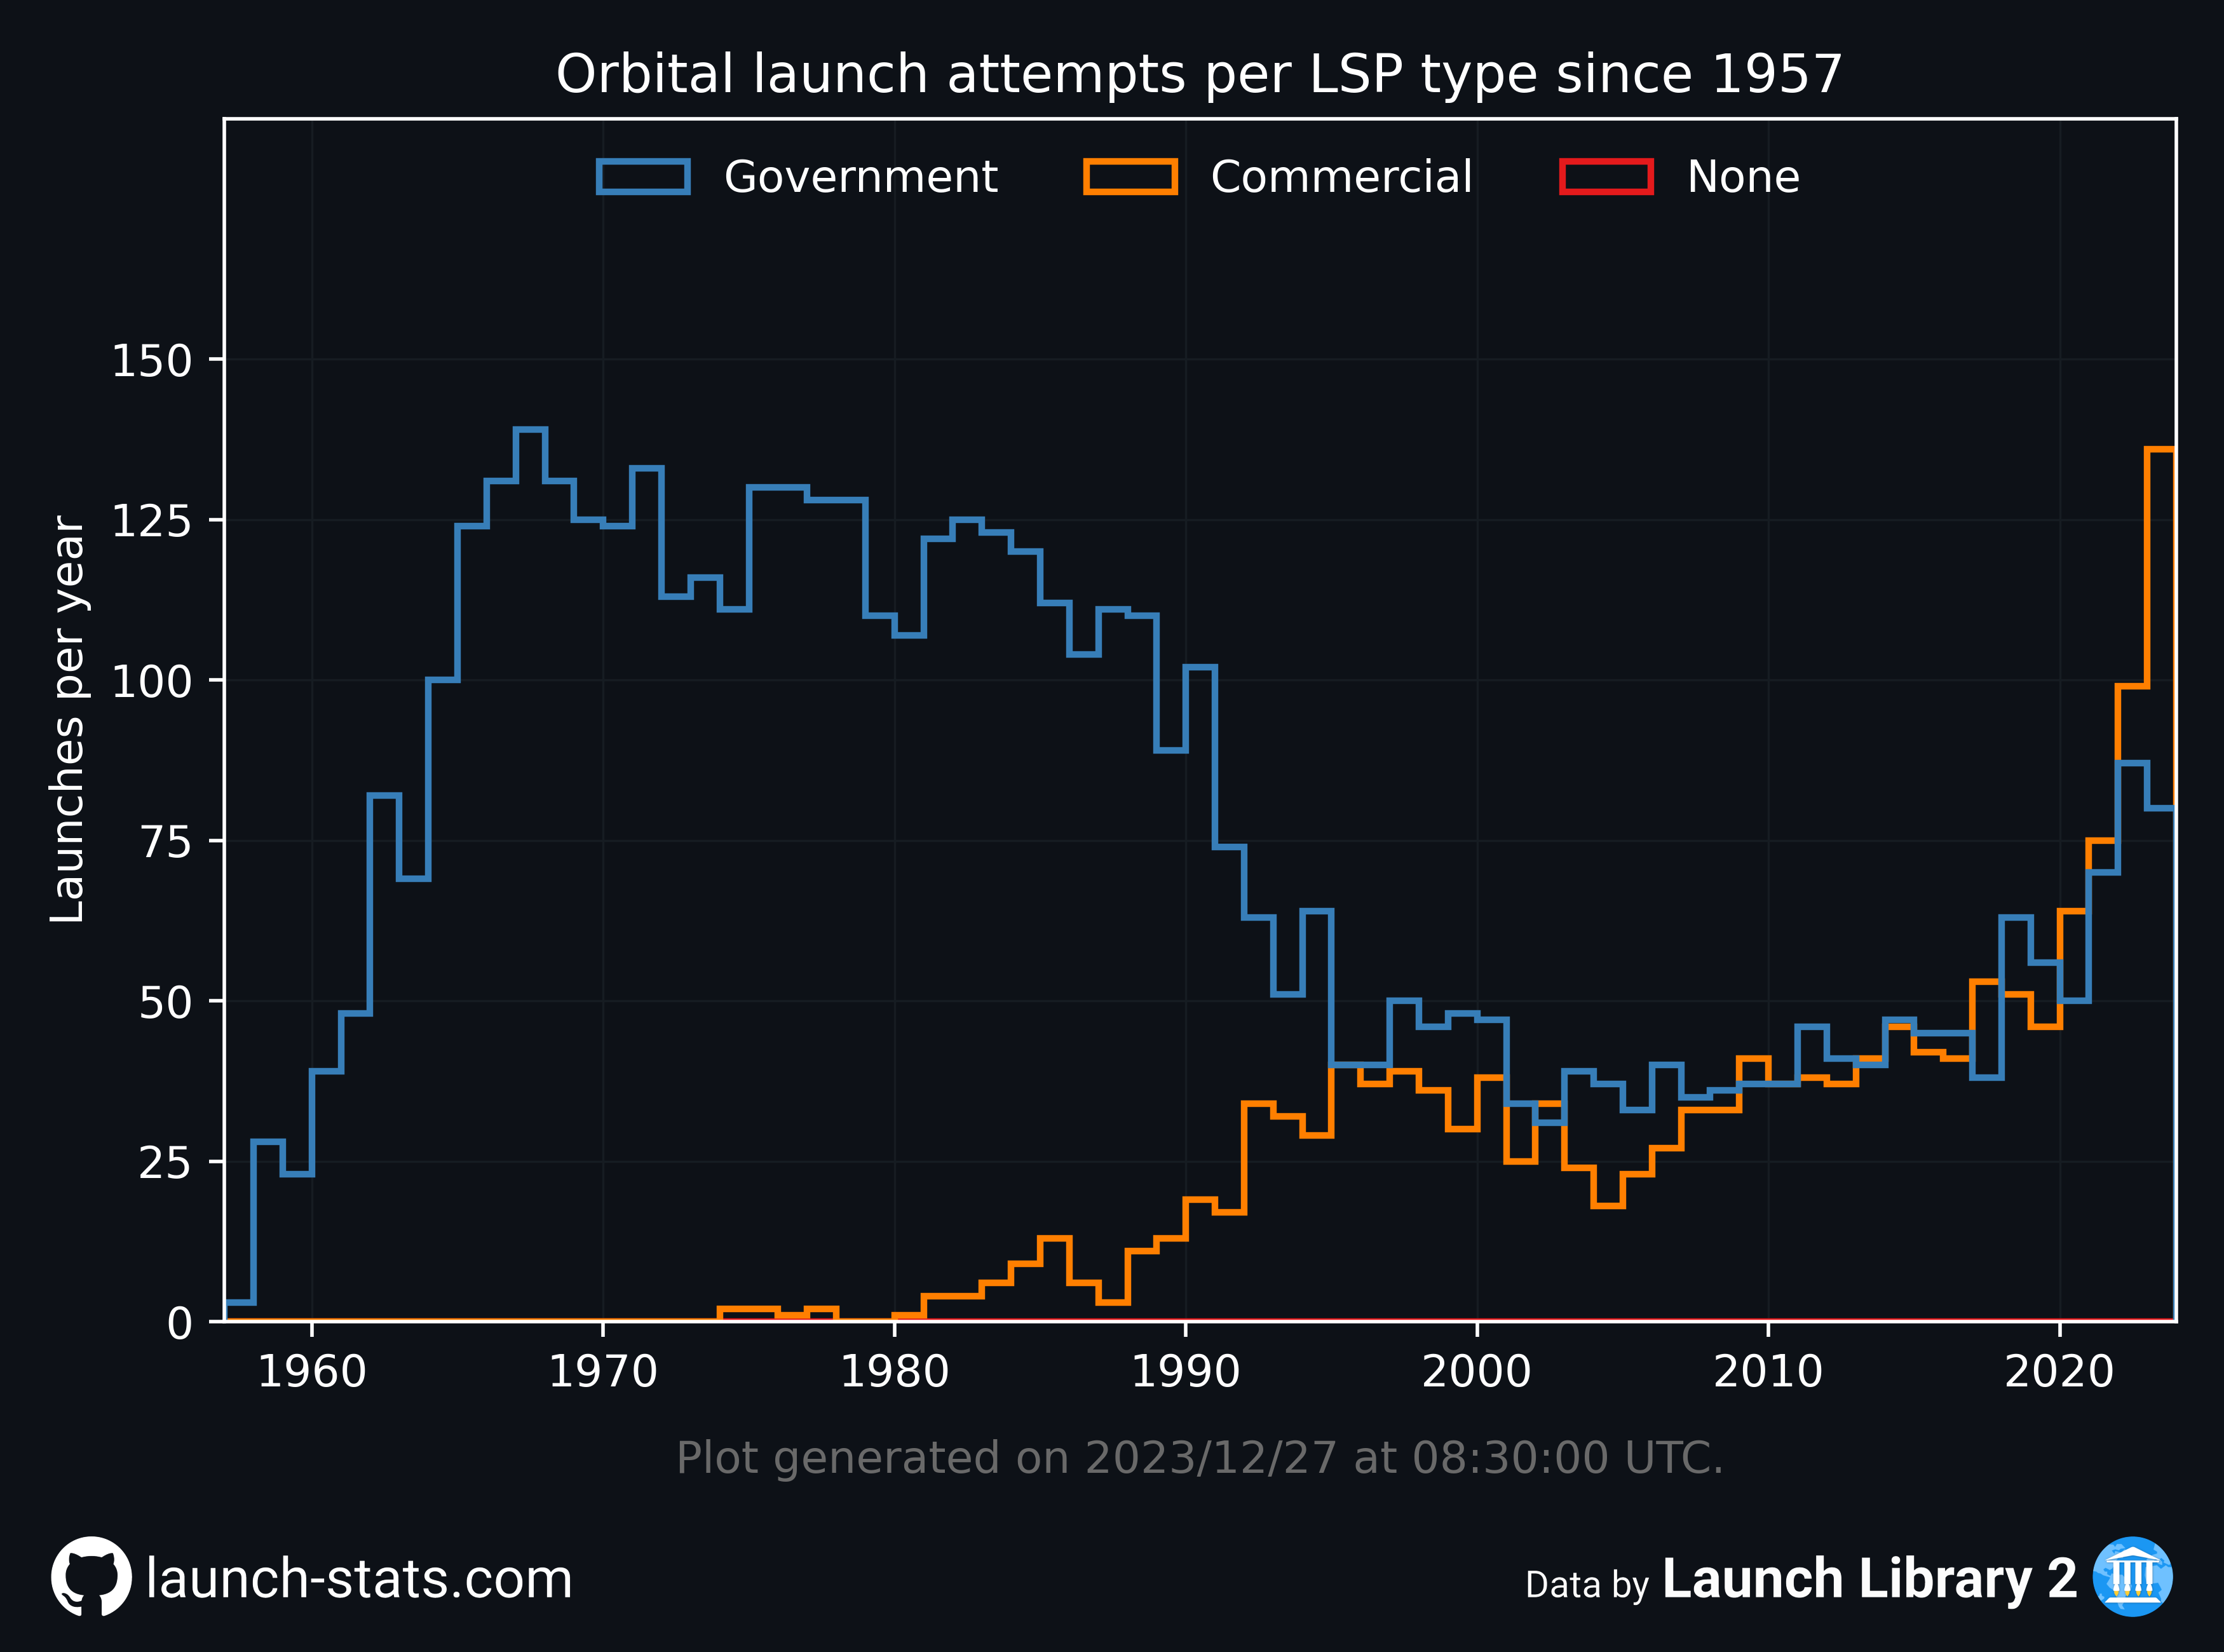 Orbital launch attempts per LSP type since 1957
Government Commercial None
Launches per year
150
125
100
75
50
25
0
1960 1970 1980 1990 2000 2010 2020
Plot generated on 2023/12/27 at 08:30:00 UTC.
launch-stats.com
Data by Launch Library 2